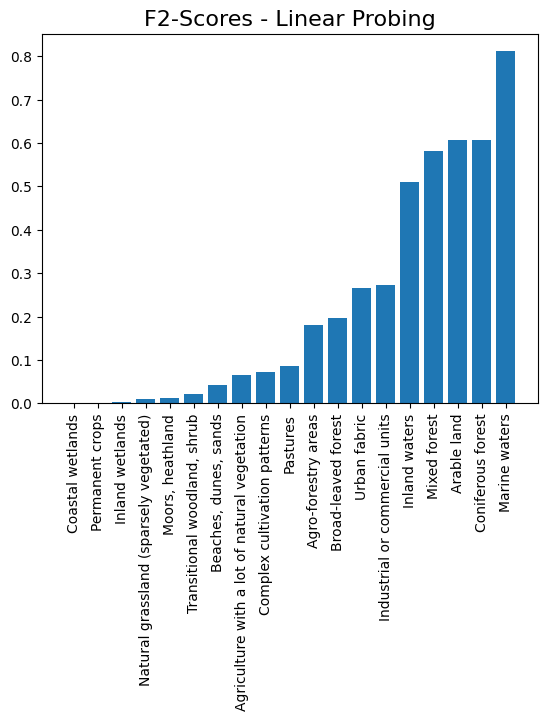 F2-Scores - Linear Probing
0.8
0.7
0.6
0.5
0.4
0.3
0.2
0.1
0.0
Coastal wetlands
Permanent crops
Inland wetlands
Natural grassland (sparsely vegetated)
Moors, heathland
Transitional woodland, shrub
Beaches, dunes, sands
Agriculture with a lot of natural vegetation
Complex cultivation patterns
Pastures
Agro-forestry areas
Broad-leaved forest
Urban fabric
Industrial or commercial units
Inland waters
Mixed forest
Arable land
Coniferous forest
Marine waters